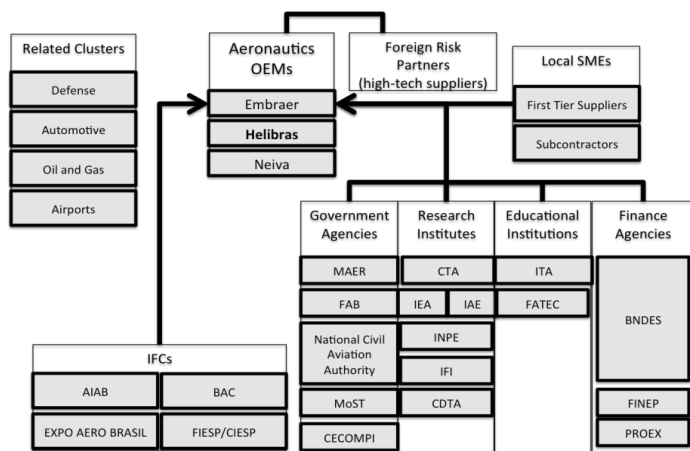 Related Clusters
Defense
Automotive
Oil and Gas
Airports
Aeronautics
OEMs
Embraer
Helibras
Neiva
Foreign Risk
Partners
(high-tech suppliers)
Local SMEs
First Tier Suppliers
Subcontractors
Government
Agencies
MAER
FAB
National Civil
Aviation
Authority
MoST
CECOMPI
Research
Institutes
CTA
IEA
IAE
INPE
IFI
CDTA
Educational
Institutions
ITA
FATEC
Finance
Agencies
BNDES
FINEP
PROEX
IFCs
AIAB
BAC
EXPO AERO BRASIL
FIESP/CIESP